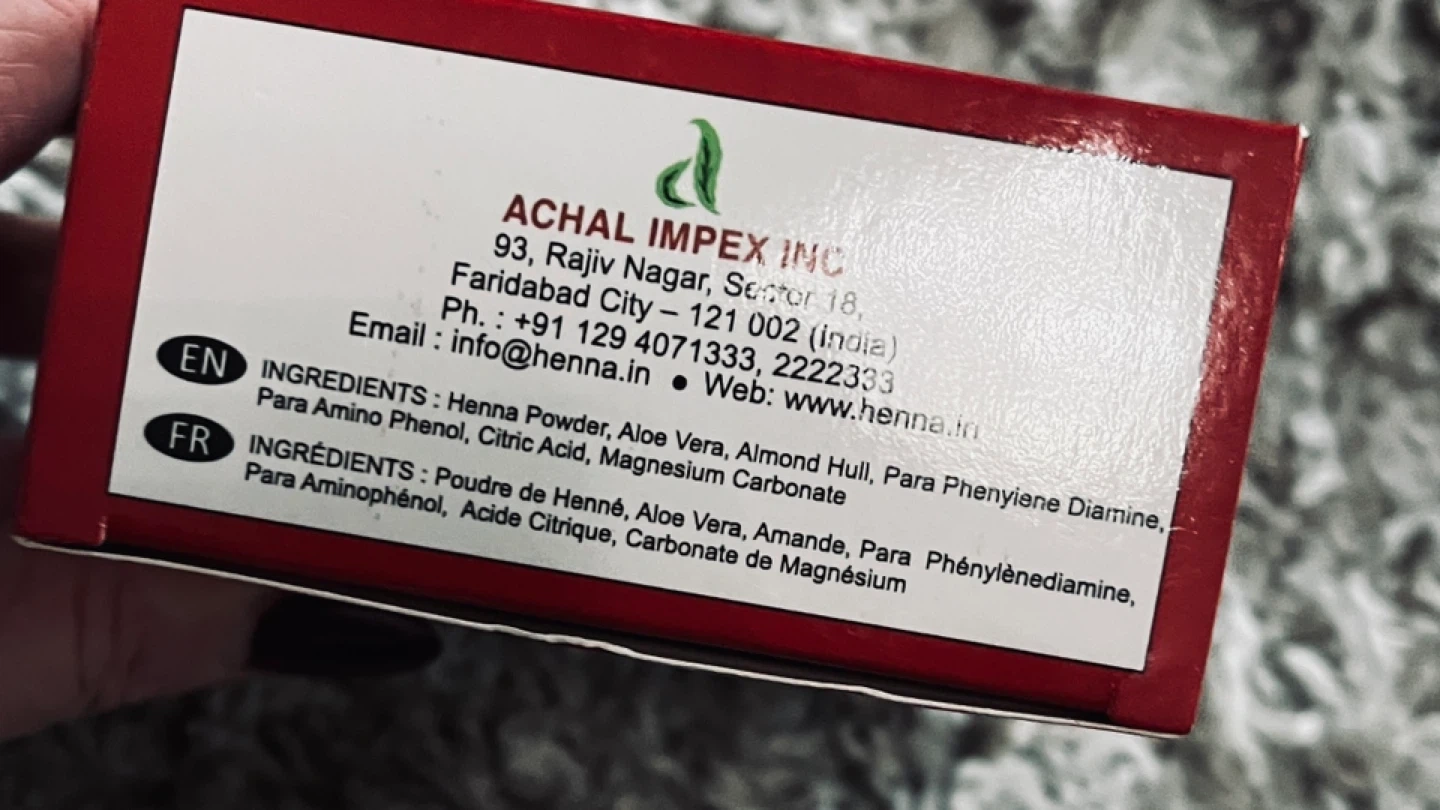 ACHAL IMPEX INC
93, Rajiv Nagar, Sector 18,
Faridabad City – 121 002 (India)
Ph. : +91 129 4071333, 2222333
Email : info@henna.in ● Web: www.henna.in
EN INGREDIENTS : Henna Powder, Aloe Vera, Almond Hull, Para Phenyiene Diamine,
Para Amino Phenol, Citric Acid, Magnesium Carbonate
FR INGRÉDIENTS : Poudre de Henné, Aloe Vera, Amande, Para Phénylènediamine,
Para Aminophénol, Acide Citrique, Carbonate de Magnésium